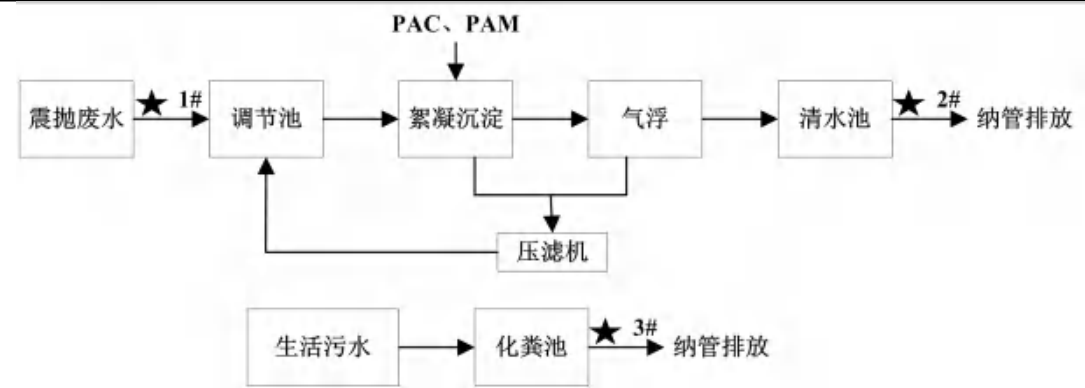 PAC、PAM
震抛废水
★ 1#
调节池
絮凝沉淀
气浮
清水池
★ 2#
纳管排放
压滤机
生活污水
化粪池
★ 3#
纳管排放